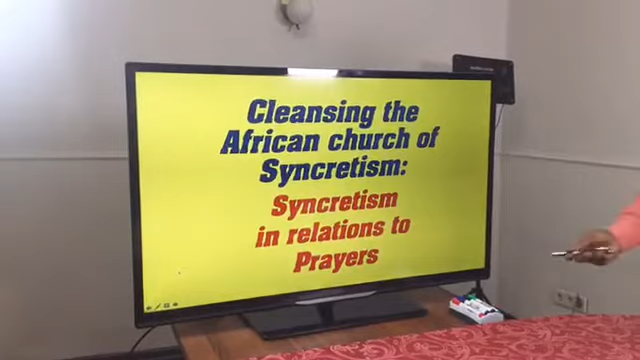 Cleansing the
African church of
Syncretism:
Syncretism
in relations to
Prayers